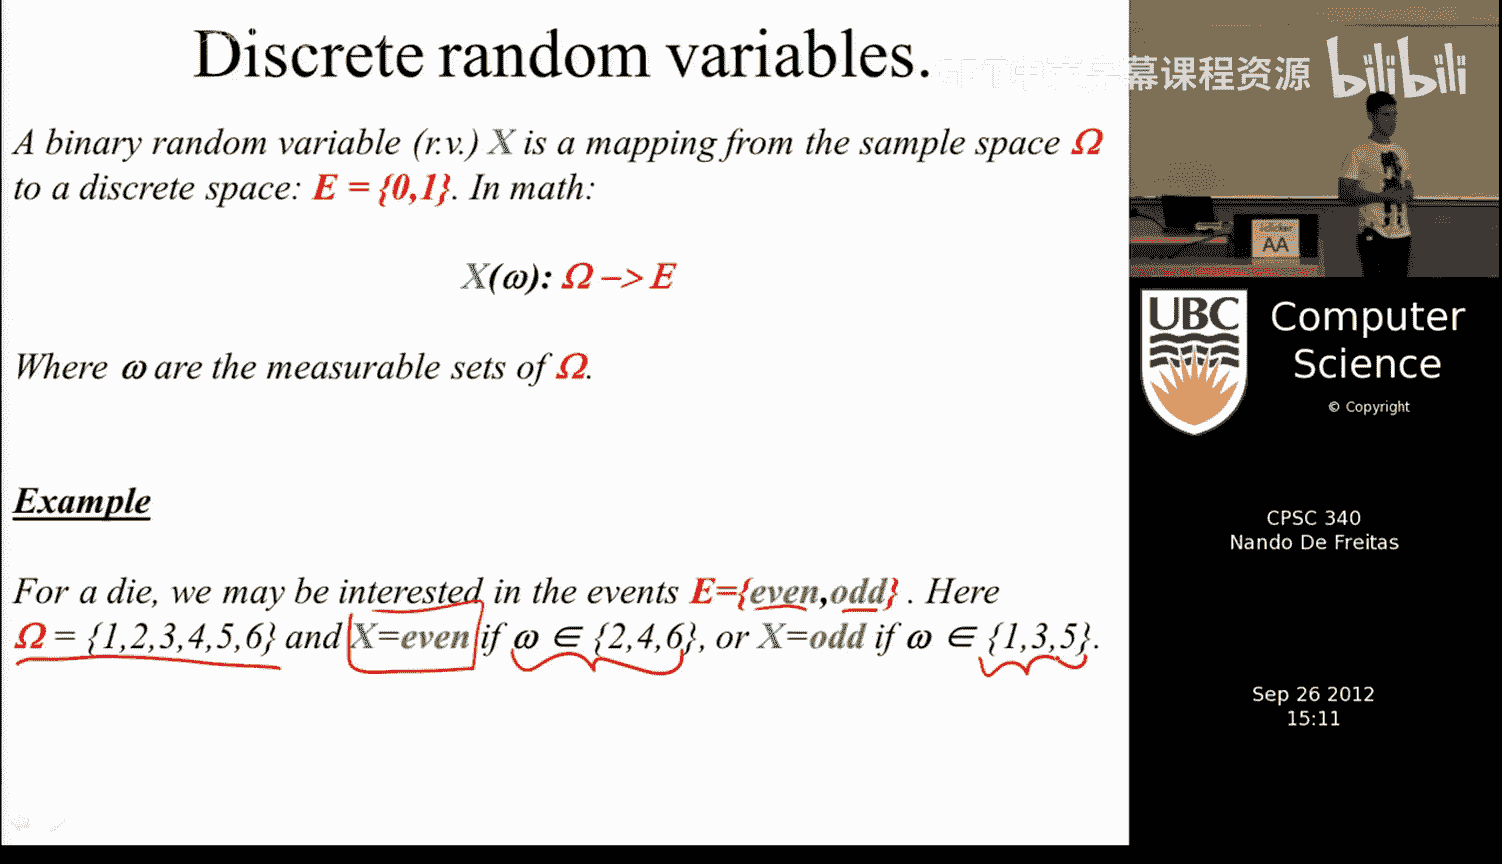 Discrete random variables.
A binary random variable (r.v.) X is a mapping from the sample space Ω
to a discrete space: E = {0,1}. In math:
X(ω): Ω –> E
Where ω are the measurable sets of Ω.
Example
For a die, we may be interested in the events E={even,odd} . Here
Ω = {1,2,3,4,5,6} and X=even if ω ∈ {2,4,6}, or X=odd if ω ∈ {1,3,5}.
幕课程资源 bilibili
AA
UBC
Computer
Science
© Copyright
CPSC 340
Nando De Freitas
Sep 26 2012
15:11